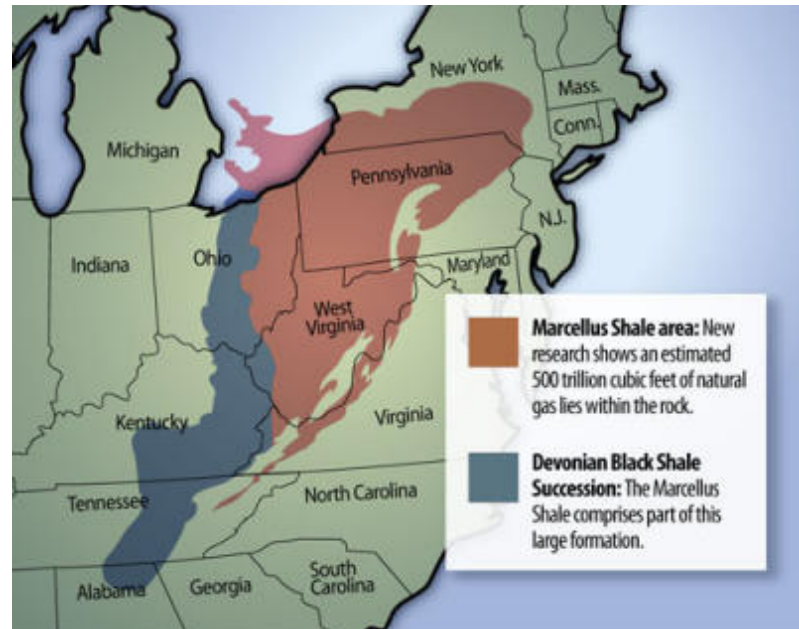 New York
Mass.
Conn.
Michigan
Pennsylvania
N.J.
Ohio
Indiana
Maryland
West
Virginia
Marcellus Shale area: New
research shows an estimated
500 trillion cubic feet of natural
gas lies within the rock.
Kentucky
Virginia
Devonian Black Shale
Succession: The Marcellus
Shale comprises part of this
large formation.
Tennessee
North Carolina
Alabama
Georgia
South
Carolina